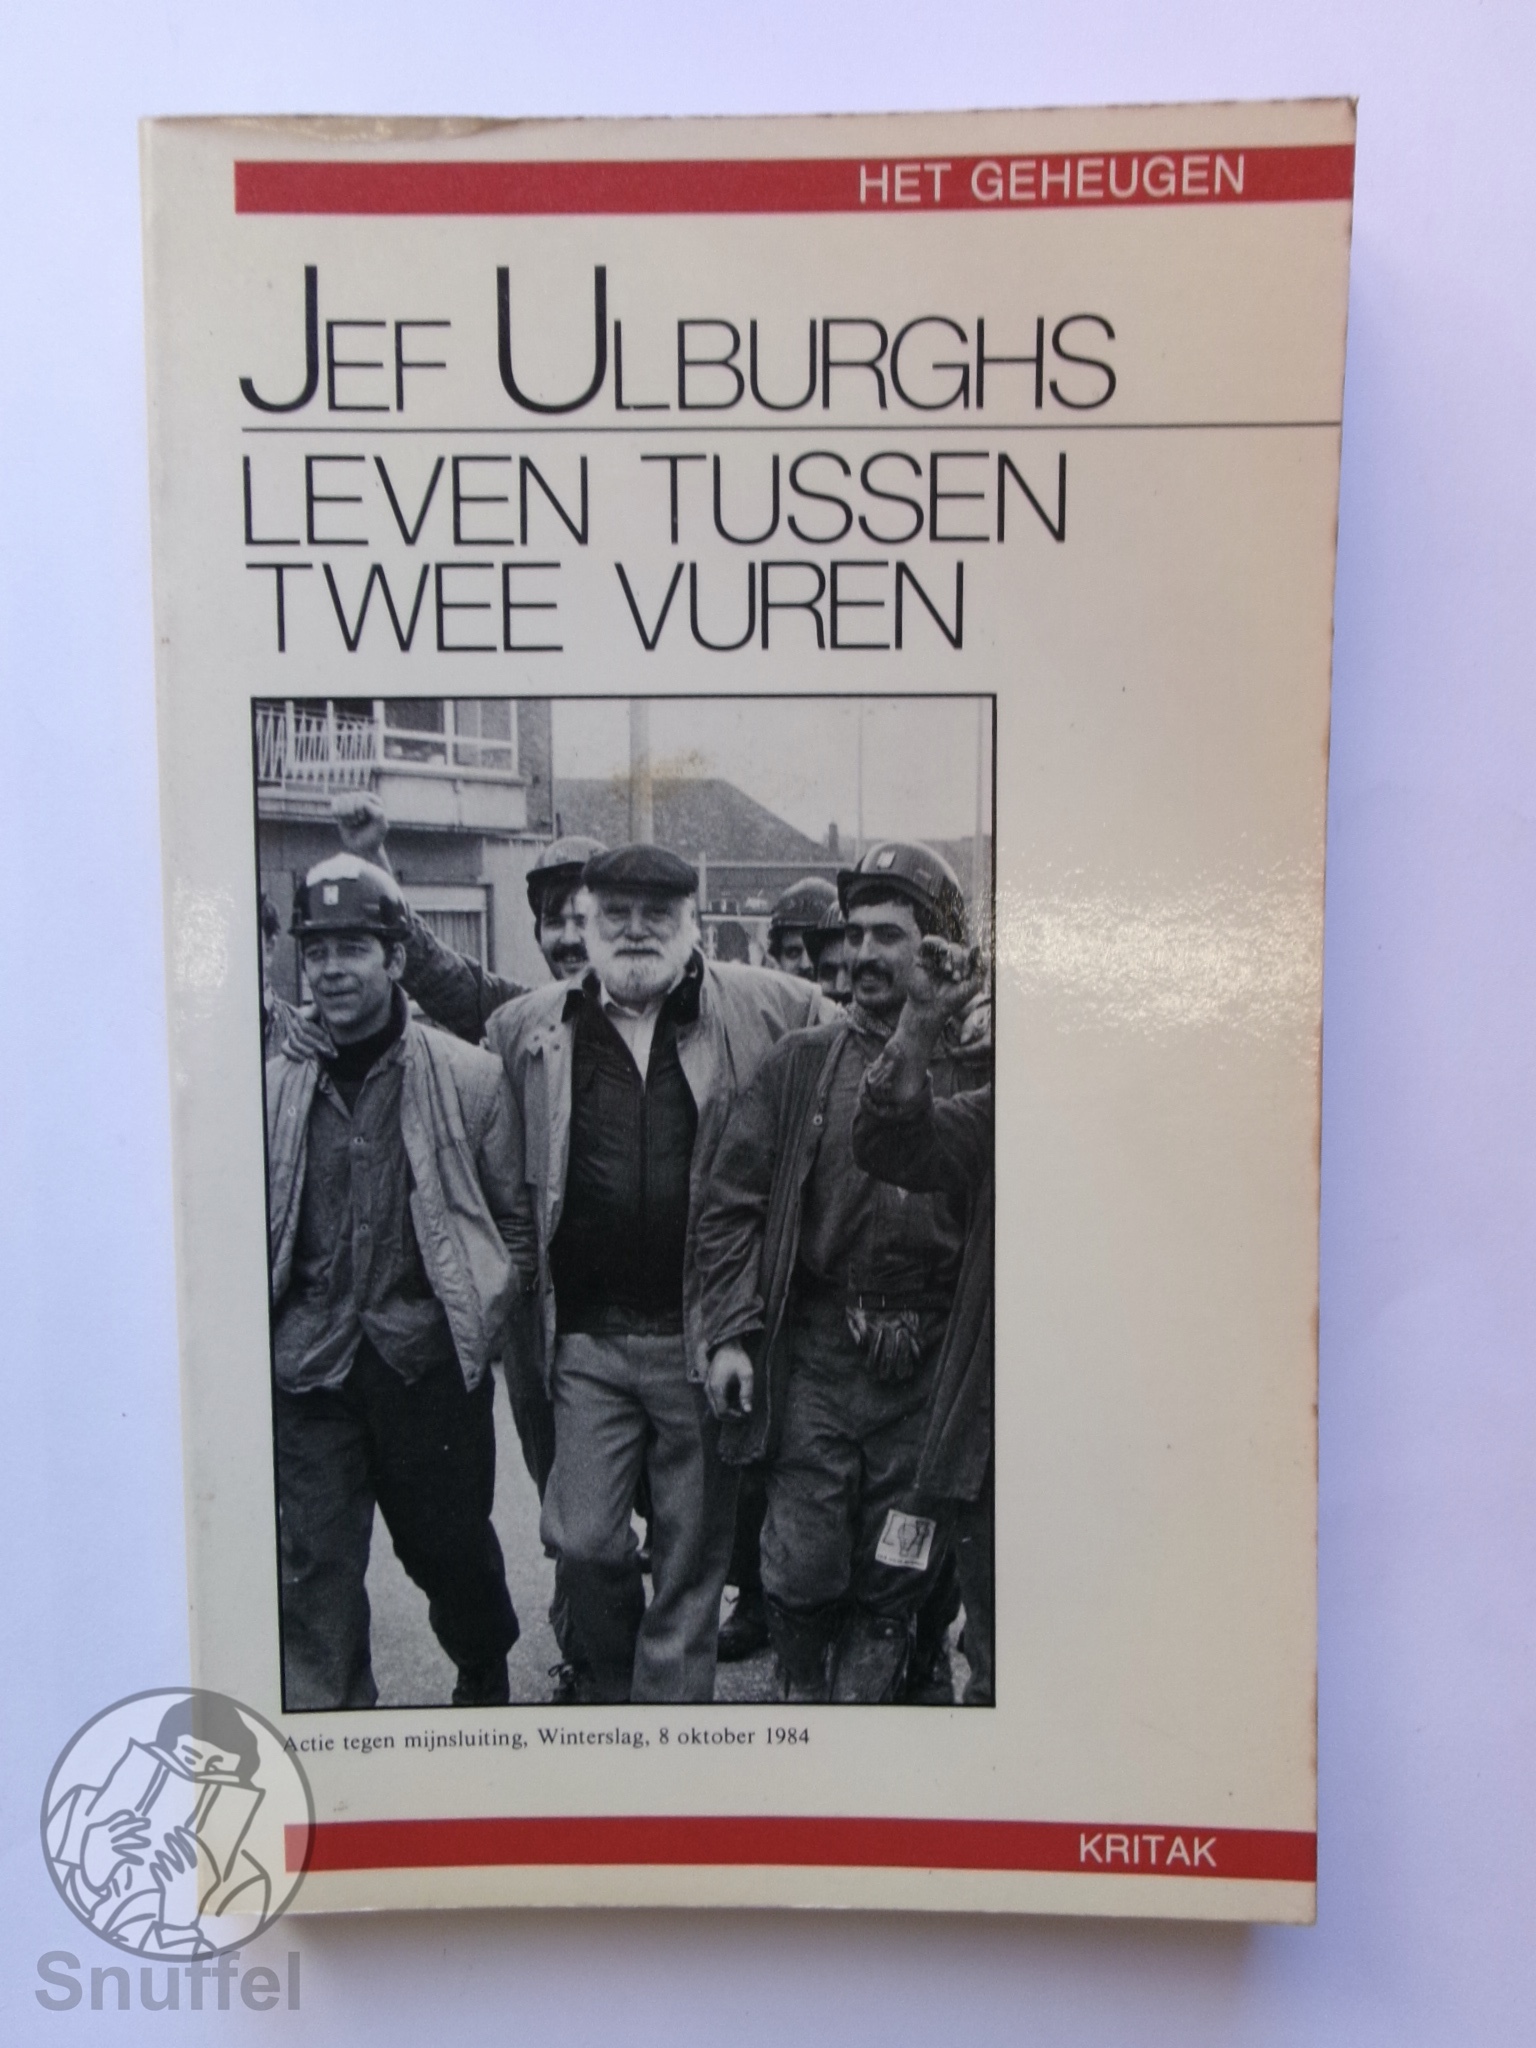 HET GEHEUGEN
JEF ULBURGHS
LEVEN TUSSEN
TWEE VUREN
Actie tegen mijnsluiting, Winterslag, 8 oktober 1984
KRITAK
Snuffel